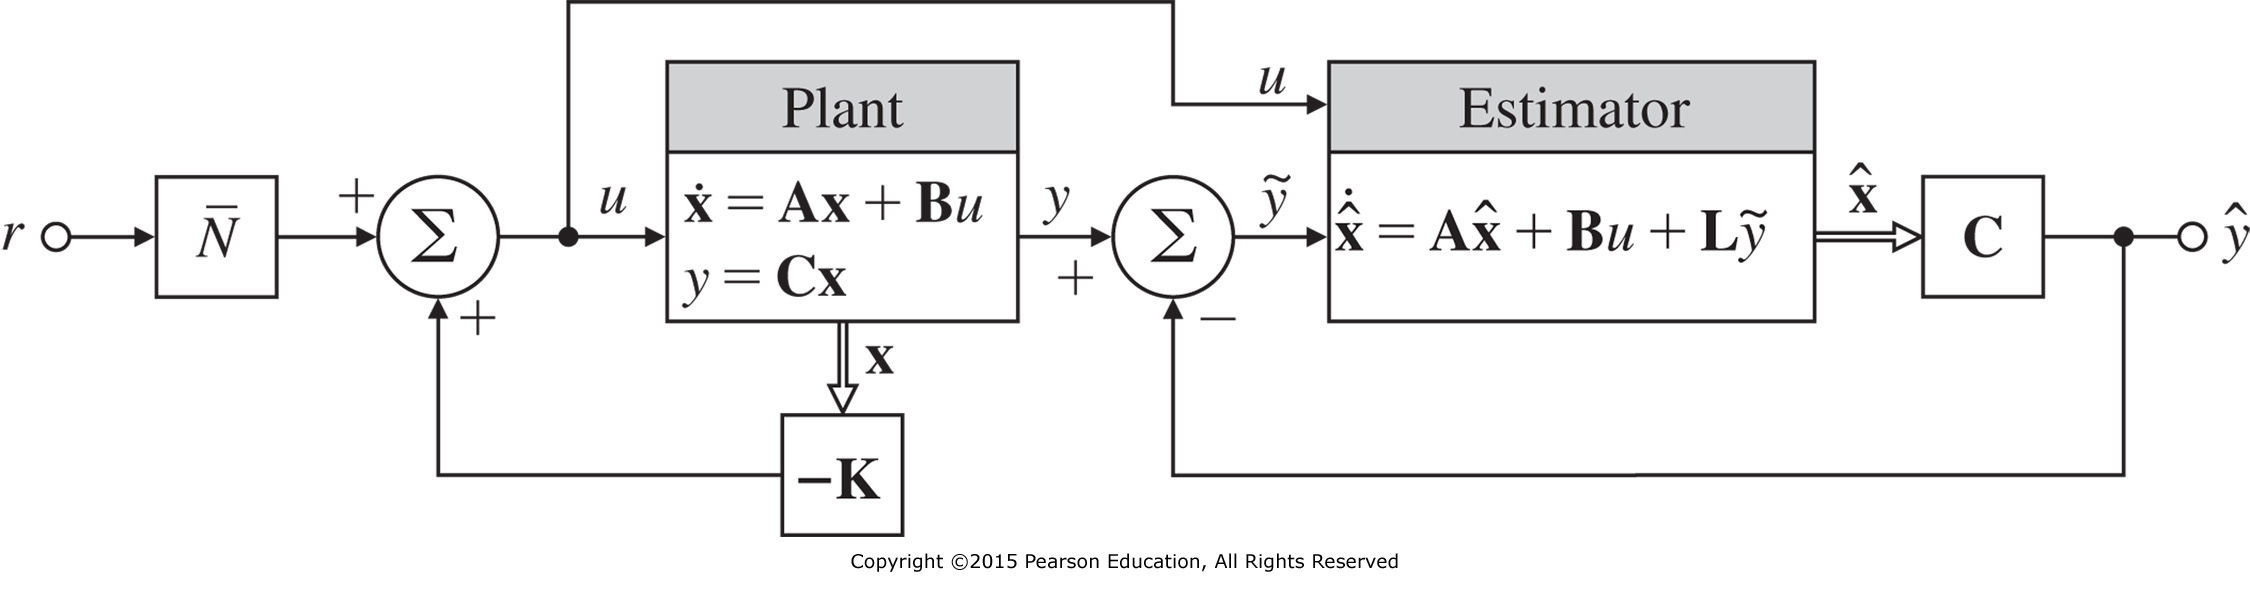 u
Plant
Estimator
r
N̄
+
Σ
u
ẋ = Ax + Bu
y = Cx
y
+
Σ
ỹ
x̂̇ = Ax̂ + Bu + Lỹ
x̂
C
ŷ
+
−
x
−K
Copyright ©2015 Pearson Education, All Rights Reserved